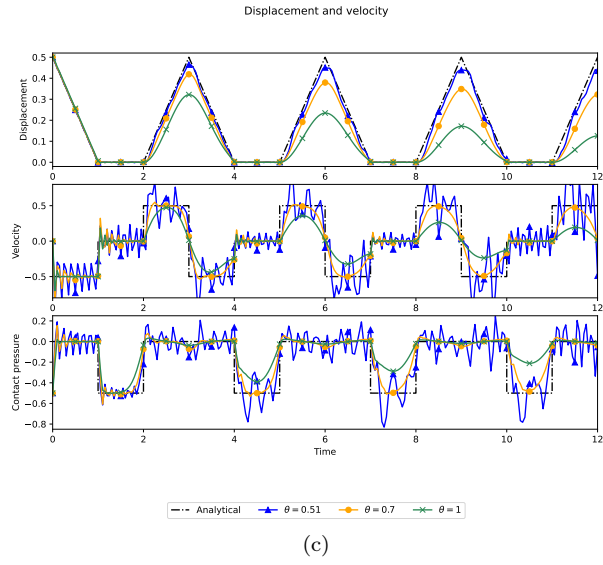 Displacement and velocity
0.5
0.4
0.3
0.2
0.1
0.0
Displacement
0 2 4 6 8 10 12
0.5
0.0
−0.5
Velocity
0 2 4 6 8 10 12
0.2
0.0
−0.2
−0.4
−0.6
−0.8
Contact pressure
0 2 4 6 8 10 12
Time
Analytical θ = 0.51 θ = 0.7 θ = 1
(c)